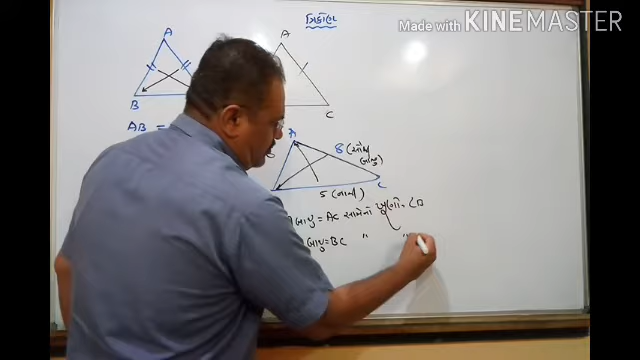 Made with KINEMASTER
ત્રિકોણ
A
A
B
C
AB =
A
8 (મોટી બાજુ)
C
5 (નાની)
બાજુ = AC સામેનો ખૂણો = ∠B
બાજુ = BC " "